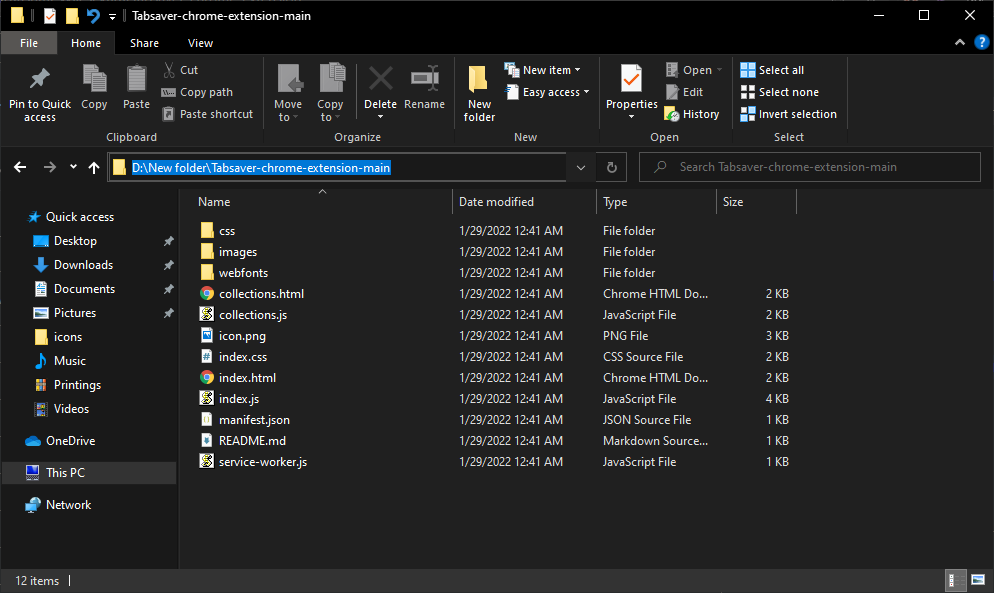 Tabsaver-chrome-extension-main
File Home Share View
Pin to Quick access
Copy
Paste
Cut
Copy path
Paste shortcut
Clipboard
Move to
Copy to
Delete
Rename
Organize
New folder
New item
Easy access
New
Properties
Open
Edit
History
Open
Select all
Select none
Invert selection
Select
D:\New folder\Tabsaver-chrome-extension-main
Search Tabsaver-chrome-extension-main
Quick access
Desktop
Downloads
Documents
Pictures
icons
Music
Printings
Videos
OneDrive
This PC
Network
Name Date modified Type Size
css 1/29/2022 12:41 AM File folder
images 1/29/2022 12:41 AM File folder
webfonts 1/29/2022 12:41 AM File folder
collections.html 1/29/2022 12:41 AM Chrome HTML Do... 2 KB
collections.js 1/29/2022 12:41 AM JavaScript File 2 KB
icon.png 1/29/2022 12:41 AM PNG File 3 KB
index.css 1/29/2022 12:41 AM CSS Source File 2 KB
index.html 1/29/2022 12:41 AM Chrome HTML Do... 2 KB
index.js 1/29/2022 12:41 AM JavaScript File 4 KB
manifest.json 1/29/2022 12:41 AM JSON Source File 1 KB
README.md 1/29/2022 12:41 AM Markdown Source... 1 KB
service-worker.js 1/29/2022 12:41 AM JavaScript File 1 KB
12 items